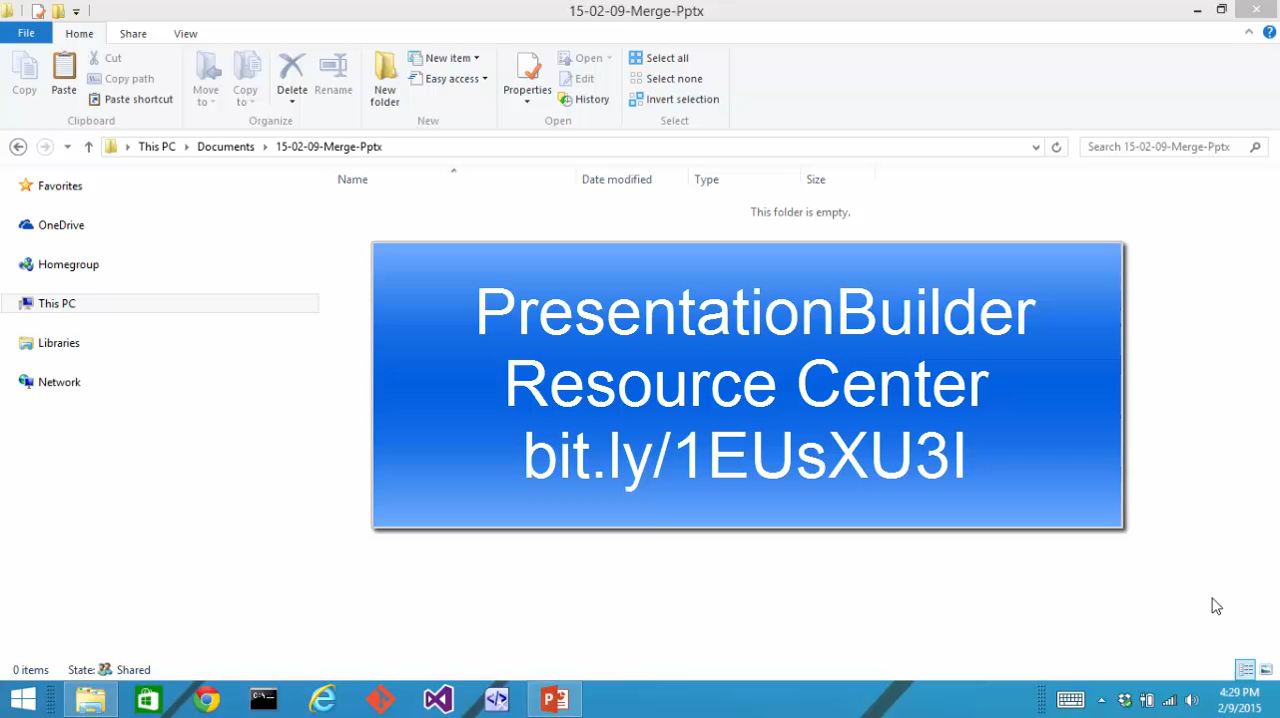 15-02-09-Merge-Pptx
File Home Share View
Copy Paste Cut Copy path Paste shortcut
Clipboard
Move to Copy to Delete Rename
Organize
New folder New item Easy access
New
Properties Open Edit History
Open
Select all Select none Invert selection
Select
This PC Documents 15-02-09-Merge-Pptx
Search 15-02-09-Merge-Pptx
Name Date modified Type Size
This folder is empty.
Favorites
OneDrive
Homegroup
This PC
Libraries
Network
PresentationBuilder
Resource Center
bit.ly/1EUsXU3I
0 items State: Shared
4:29 PM
2/9/2015